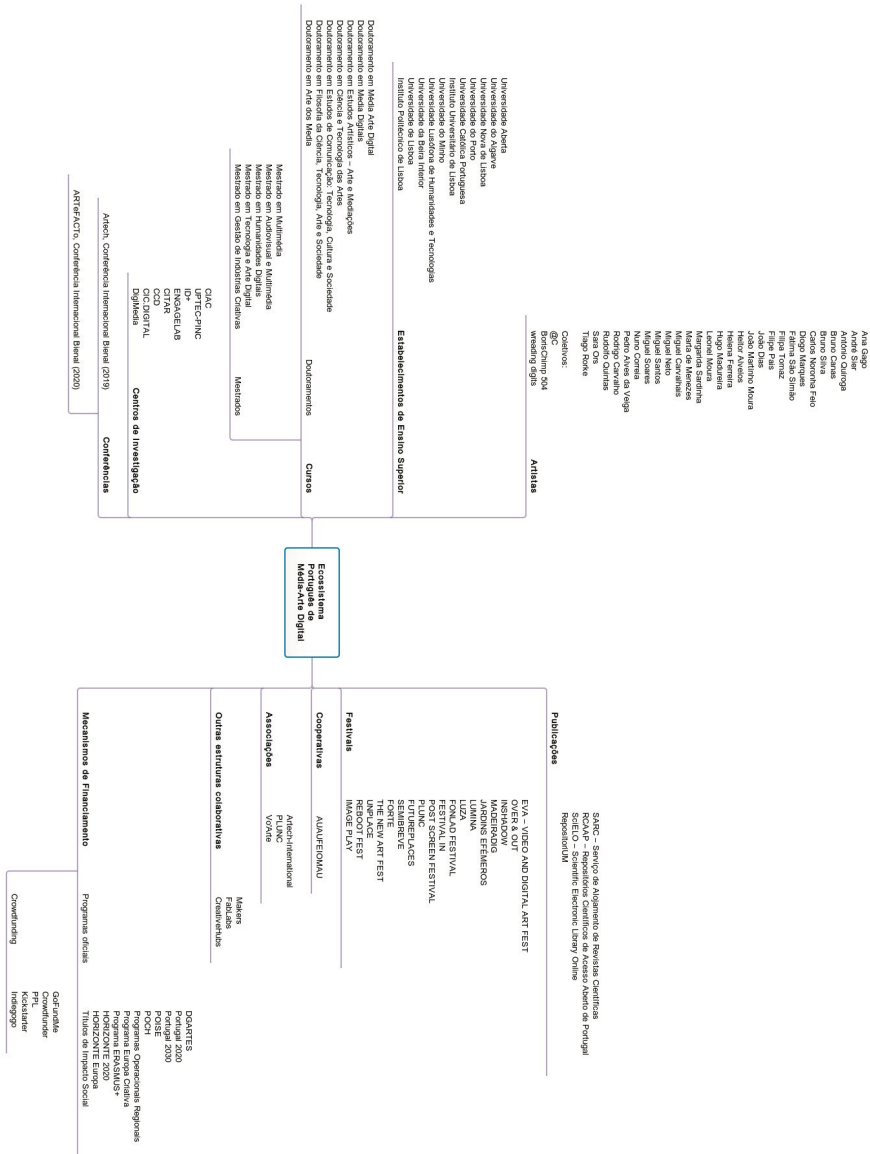 Ana Gago
André Sier
António Quiroga
Bruno Canas
Bruno Silva
Carlos Noronha Feio
Diogo Marques
Fátima São Simão
Filipa Tomaz
Filipe Pais
João Dias
João Martinho Moura
Heitor Alvelos
Helena Ferreira
Hugo Madureira
Leonel Moura
Margarida Sardinha
Marta de Menezes
Miguel Carvalhais
Miguel Neto
Miguel Santos
Miguel Soares
Nuno Correia
Pedro Alves da Veiga
Rodrigo Carvalho
Rudolfo Quintas
Sara Ors
Tiago Rorke
Coletivos:
@C
BorisChimp 504
wreading digits
Artistas
Universidade Aberta
Universidade do Algarve
Universidade Nova de Lisboa
Universidade do Porto
Universidade Católica Portuguesa
Instituto Universitário de Lisboa
Universidade do Minho
Universidade Lusófona de Humanidades e Tecnologias
Universidade da Beira Interior
Universidade de Lisboa
Instituto Politécnico de Lisboa
Estabelecimentos de Ensino Superior
Doutoramento em Média Arte Digital
Doutoramento em Media Digitais
Doutoramento em Estudos Artísticos – Arte e Mediações
Doutoramento em Ciência e Tecnologia das Artes
Doutoramento em Estudos de Comunicação: Tecnologia, Cultura e Sociedade
Doutoramento em Filosofia da Ciência, Tecnologia, Arte e Sociedade
Doutoramento em Arte dos Media
Doutoramentos
Cursos
Mestrado em Multimédia
Mestrado em Audiovisual e Multimédia
Mestrado em Humanidades Digitais
Mestrado em Tecnologia e Arte Digital
Mestrado em Gestão de Indústrias Criativas
Mestrados
CIAC
UPTEC-PINC
ID+
ENGAGELAB
CITAR
CCD
CIC.DIGITAL
DigiMedia
Centros de Investigação
Artech, Conferência Internacional Bienal (2019)
Conferências
ARTeFACTo, Conferência Internacional Bienal (2020)
Ecossistema
Português de
Média-Arte Digital
Publicações
SARC – Serviço de Alojamento de Revistas Científicas
RCAAP – Repositórios Científicos de Acesso Aberto de Portugal
SciELO – Scientific Electronic Library Online
RepositóriUM
EVA – VIDEO AND DIGITAL ART FEST
OVER & OUT
INSHADOW
MADEIRADIG
JARDINS EFÉMEROS
LUMINA
LUZA
FONLAD FESTIVAL
FESTIVAL IN
POST SCREEN FESTIVAL
PLUNC
FUTUREPLACES
SEMIBREVE
FORTE
THE NEW ART FEST
UNPLACE
REBOOT FEST
IMAGE PLAY
Festivais
Cooperativas
AUAUFEIOMAU
Associações
Artech-International
PLUNC
Vo'Arte
Outras estruturas colaborativas
Makers
FabLabs
CreativeHubs
Mecanismos de Financiamento
Programas oficiais
DGARTES
Portugal 2020
Portugal 2030
POISE
POCH
Programas Operacionais Regionais
Programa Europa Criativa
Programa ERASMUS+
HORIZONTE 2020
HORIZONTE Europa
Títulos de Impacto Social
Crowdfunding
GoFundMe
Crowdfunder
PPL
Kickstarter
Indiegogo